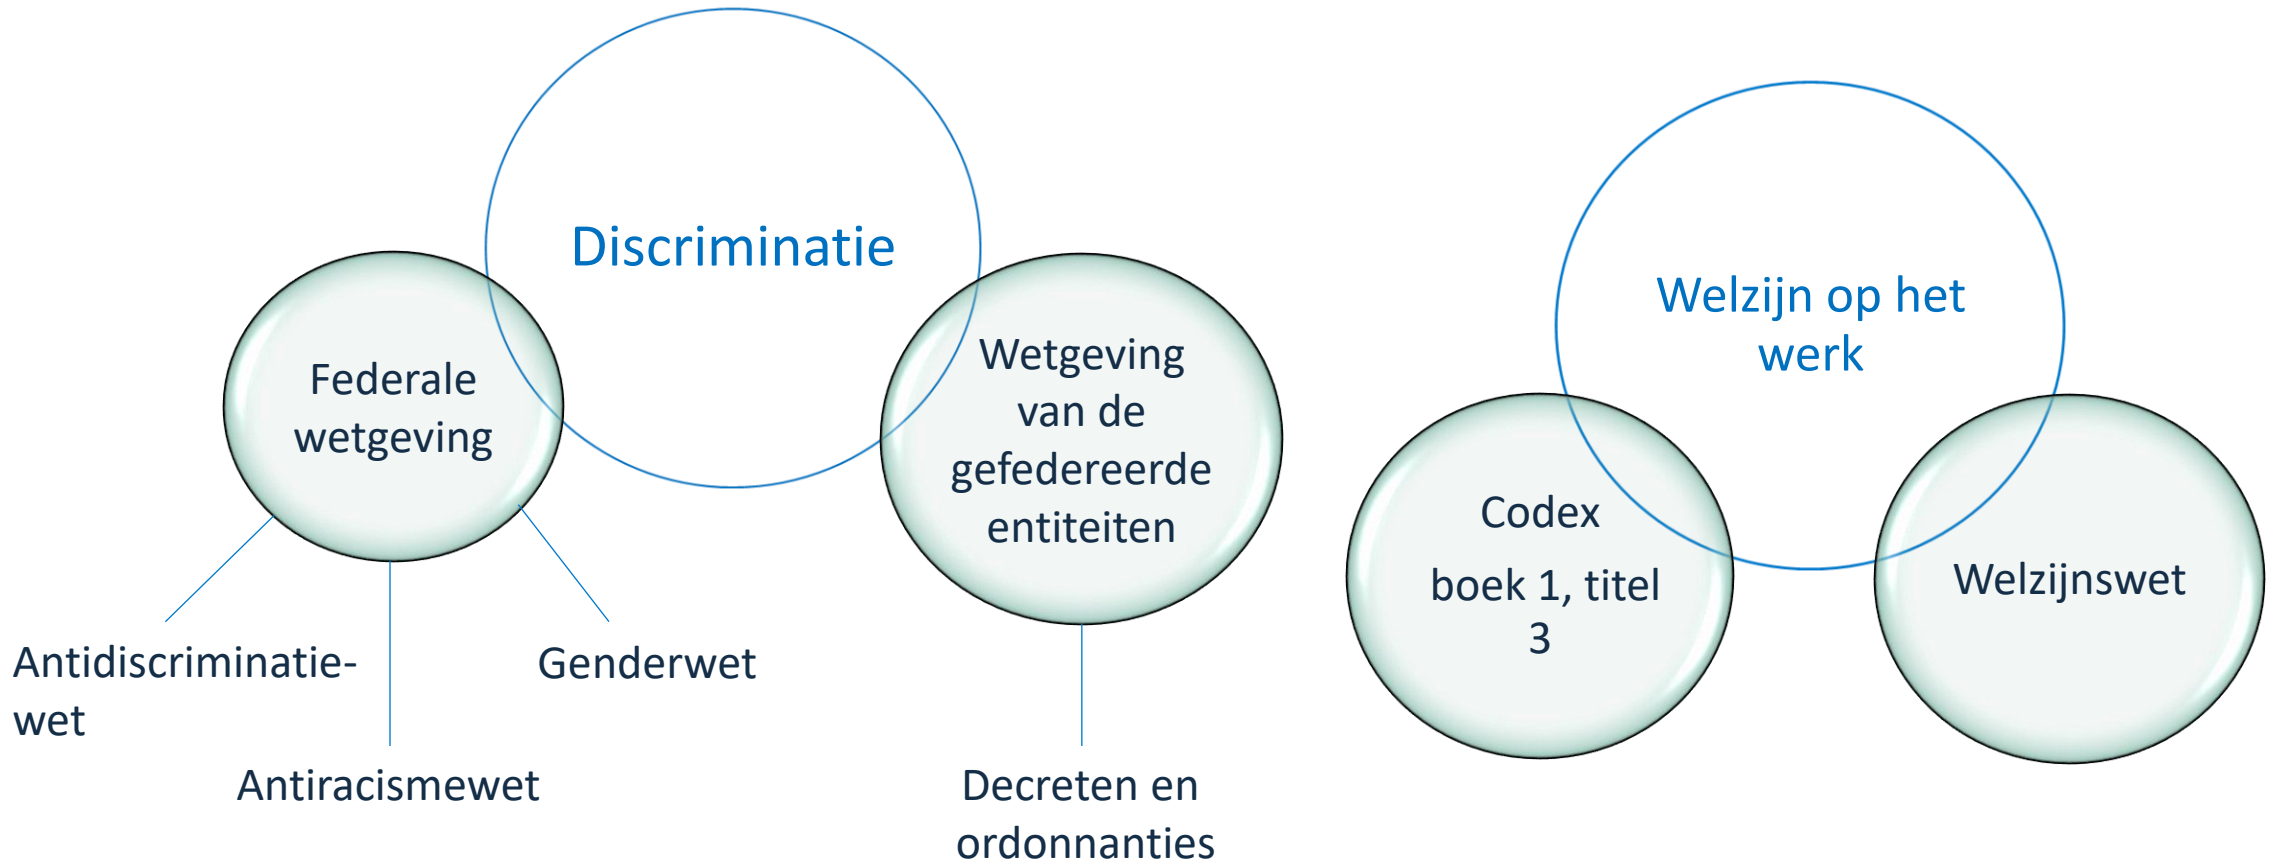 Discriminatie
Federale
wetgeving
Wetgeving
van de
gefedereerde
entiteiten
Antidiscriminatie-
wet
Antiracismewet
Genderwet
Decreten en
ordonnanties
Welzijn op het
werk
Codex
boek 1, titel
3
Welzijnswet